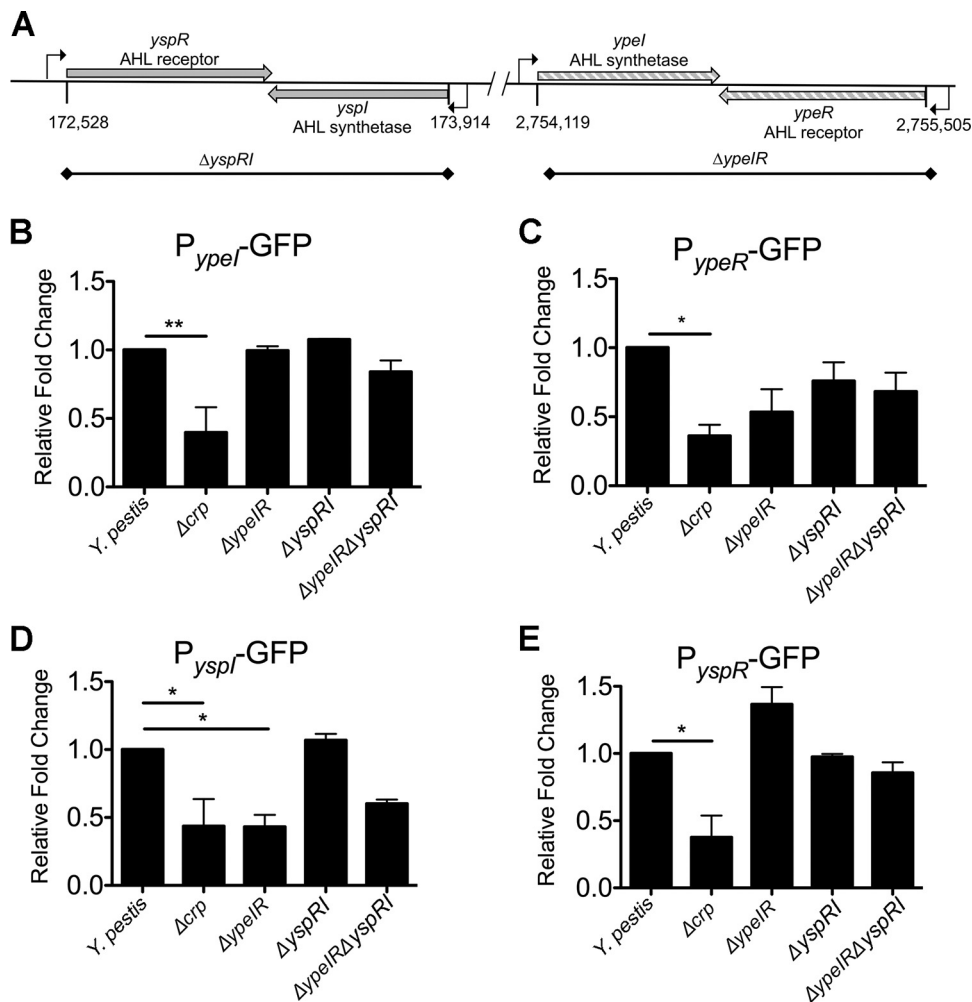 A
yspR
AHL receptor
ypeI
AHL synthetase
yspI
AHL synthetase
ypeR
AHL receptor
172,528
173,914
2,754,119
2,755,505
ΔyspRI
ΔypeIR
B
PypeI-GFP
Relative Fold Change
1.5
1.0
0.5
0.0
**
Y. pestis
Δcrp
ΔypeIR
ΔyspRI
ΔypeIRΔyspRI
C
PypeR-GFP
Relative Fold Change
1.5
1.0
0.5
0.0
*
Y. pestis
Δcrp
ΔypeIR
ΔyspRI
ΔypeIRΔyspRI
D
PyspI-GFP
Relative Fold Change
1.5
1.0
0.5
0.0
*
*
Y. pestis
Δcrp
ΔypeIR
ΔyspRI
ΔypeIRΔyspRI
E
PyspR-GFP
Relative Fold Change
1.5
1.0
0.5
0.0
*
Y. pestis
Δcrp
ΔypeIR
ΔyspRI
ΔypeIRΔyspRI